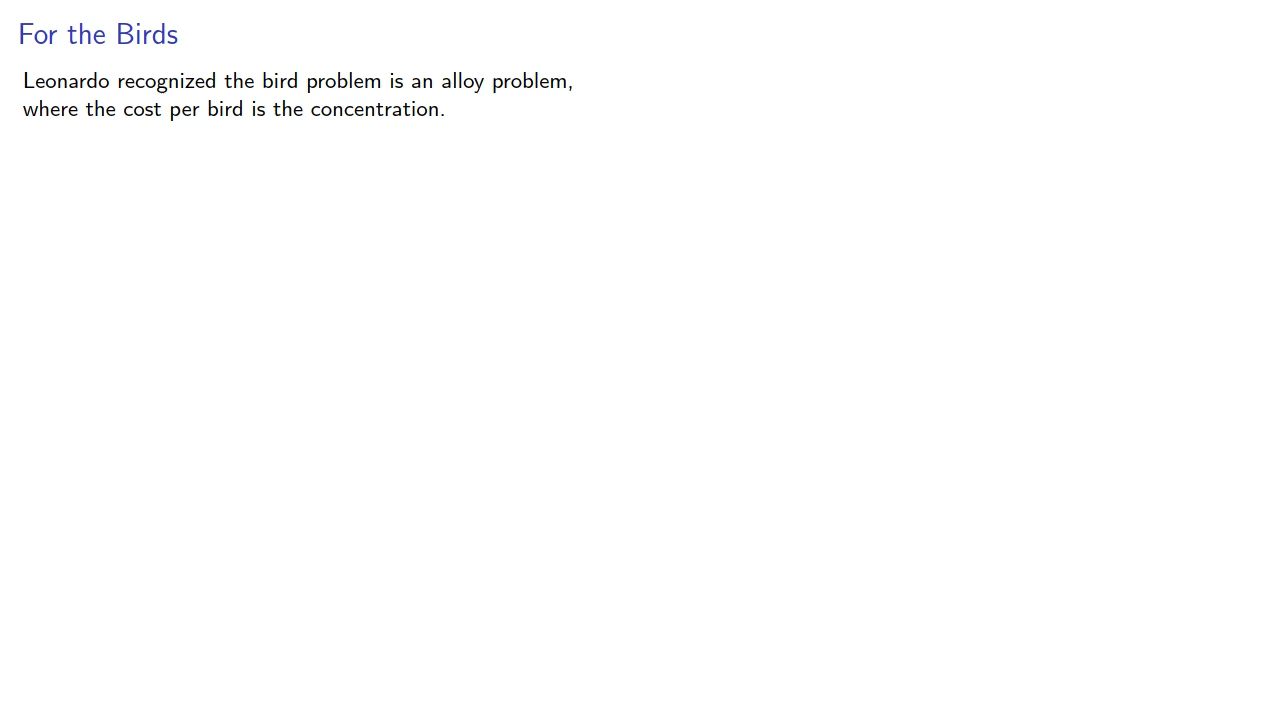 For the Birds
Leonardo recognized the bird problem is an alloy problem,
where the cost per bird is the concentration.